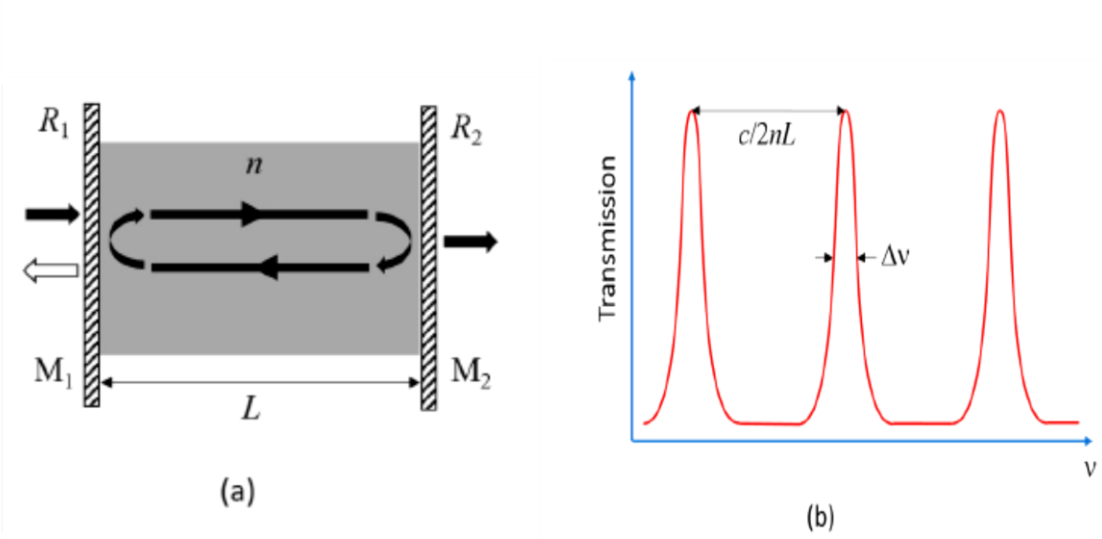 R₁
R₂
n
M₁
M₂
L
(a)
Transmission
c/2nL
Δν
ν
(b)